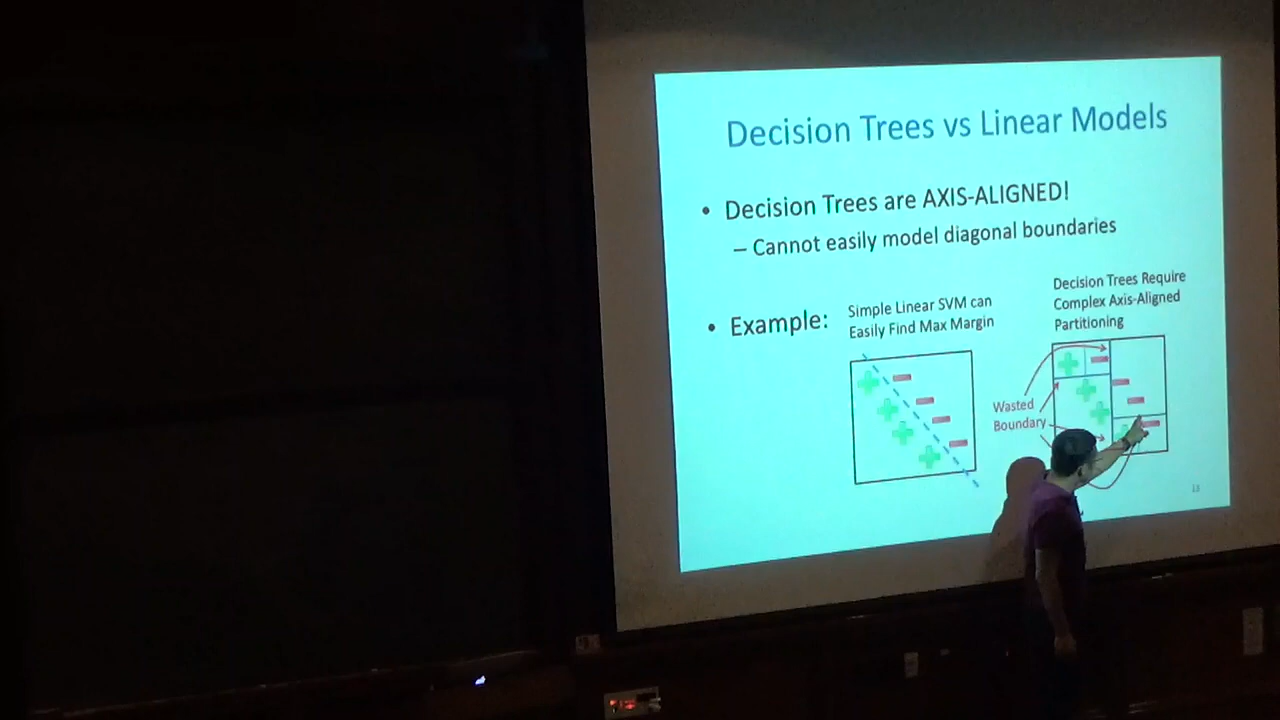 Decision Trees vs Linear Models
• Decision Trees are AXIS-ALIGNED!
– Cannot easily model diagonal boundaries
• Example:
Simple Linear SVM can
Easily Find Max Margin
Decision Trees Require
Complex Axis-Aligned
Partitioning
Wasted
Boundary